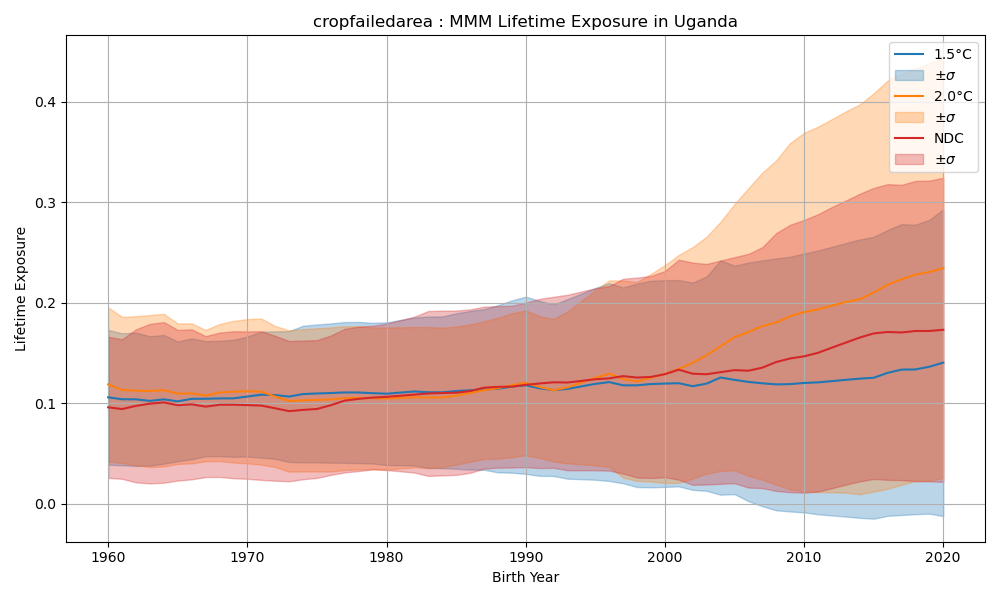 cropfailedarea : MMM Lifetime Exposure in Uganda
1.5°C
±σ
2.0°C
±σ
NDC
±σ
Lifetime Exposure
0.4
0.3
0.2
0.1
0.0
1960 1970 1980 1990 2000 2010 2020
Birth Year